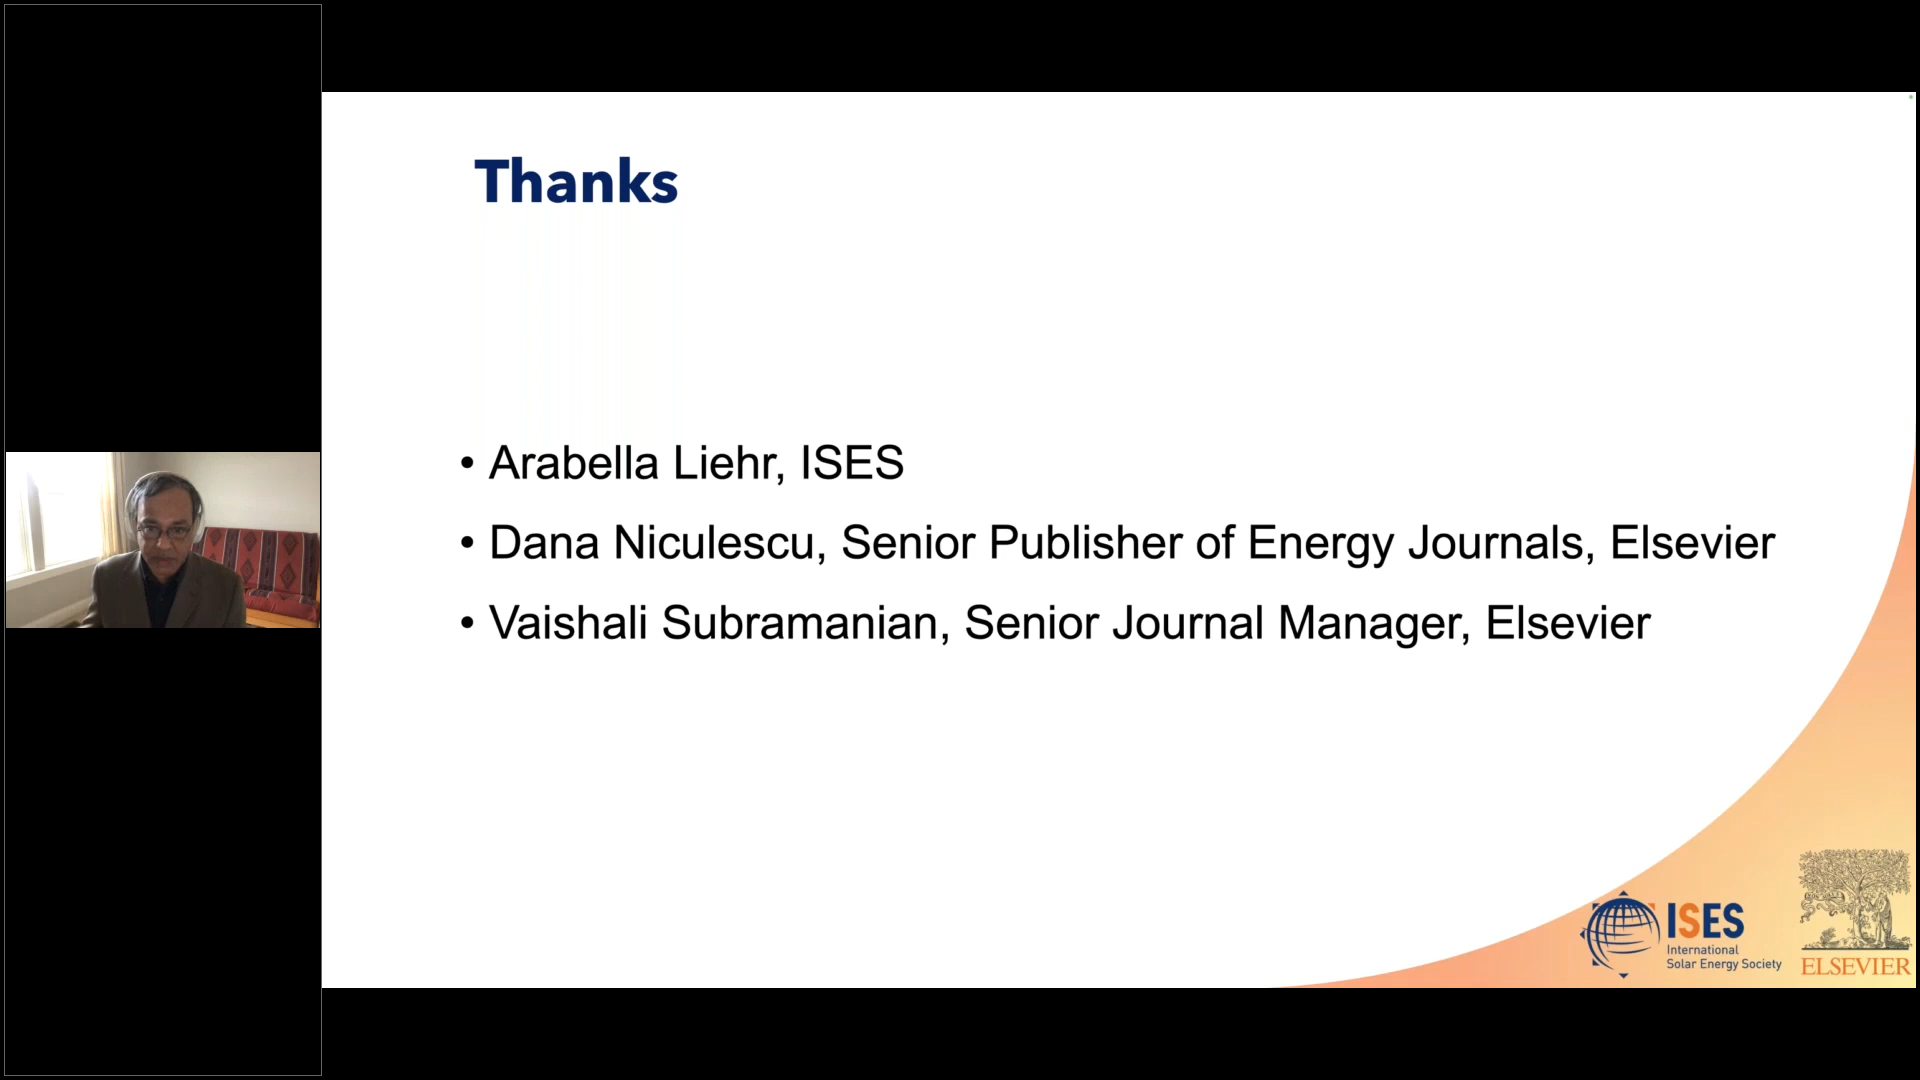 Thanks
• Arabella Liehr, ISES
• Dana Niculescu, Senior Publisher of Energy Journals, Elsevier
• Vaishali Subramanian, Senior Journal Manager, Elsevier
ISES
International
Solar Energy Society
ELSEVIER